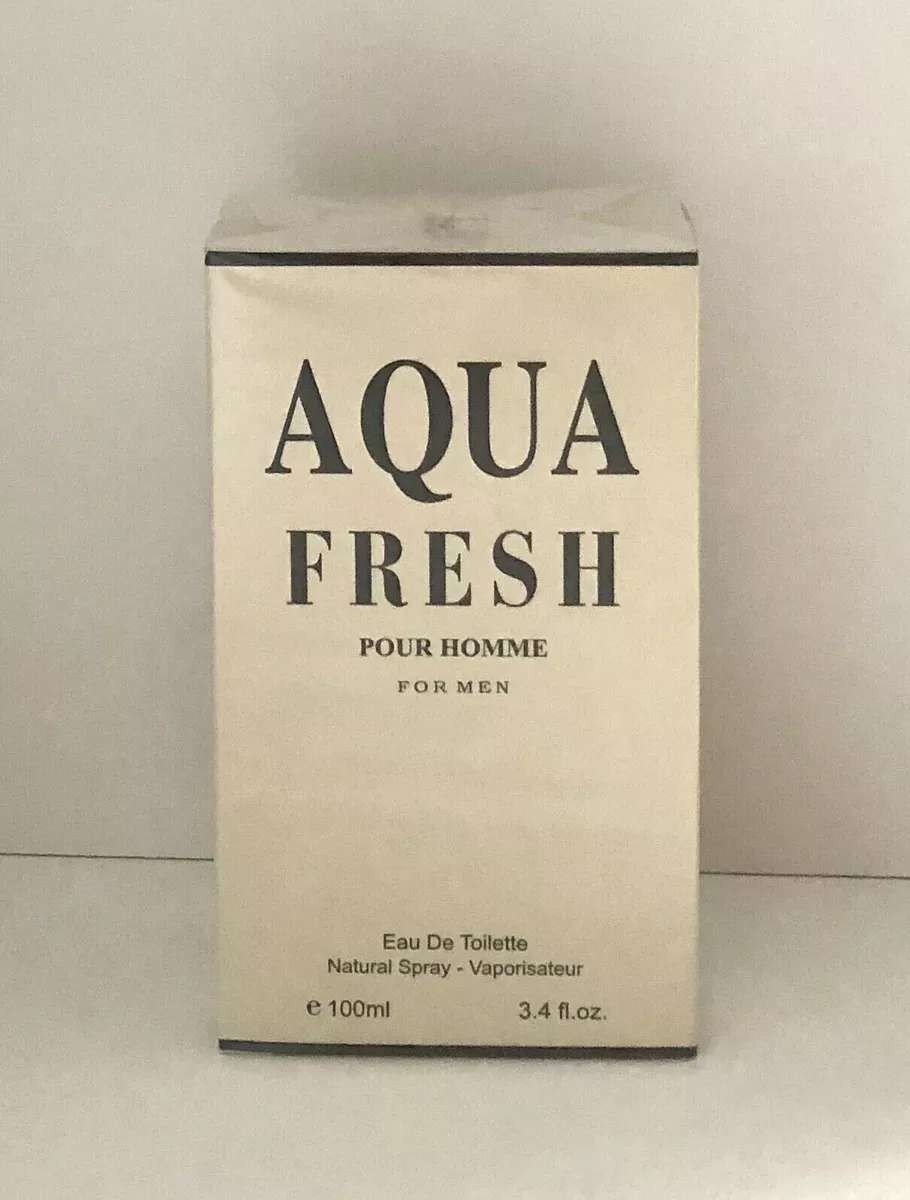 AQUA
FRESH
POUR HOMME
FOR MEN
Eau De Toilette
Natural Spray - Vaporisateur
℮ 100ml 3.4 fl.oz.